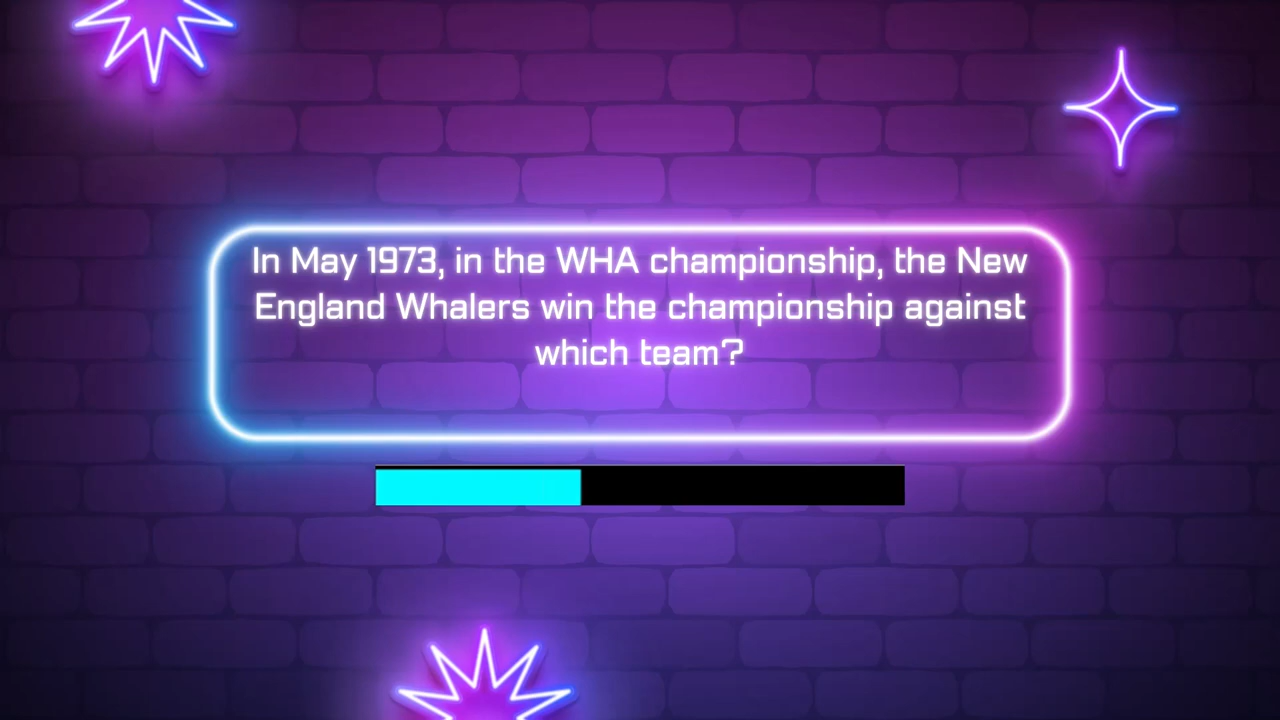 In May 1973, in the WHA championship, the New
England Whalers win the championship against
which team?